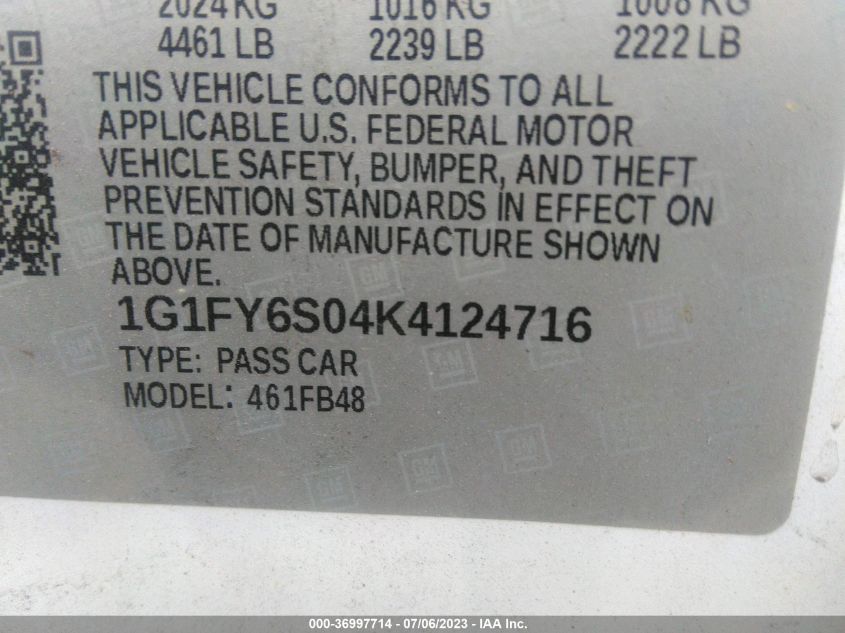 2024 KG 1016 KG 1008 KG
4461 LB 2239 LB 2222 LB
THIS VEHICLE CONFORMS TO ALL
APPLICABLE U.S. FEDERAL MOTOR
VEHICLE SAFETY, BUMPER, AND THEFT
PREVENTION STANDARDS IN EFFECT ON
THE DATE OF MANUFACTURE SHOWN
ABOVE.
1G1FY6S04K4124716
TYPE: PASS CAR
MODEL: 461FB48
000-36997714 - 07/06/2023 - IAA Inc.